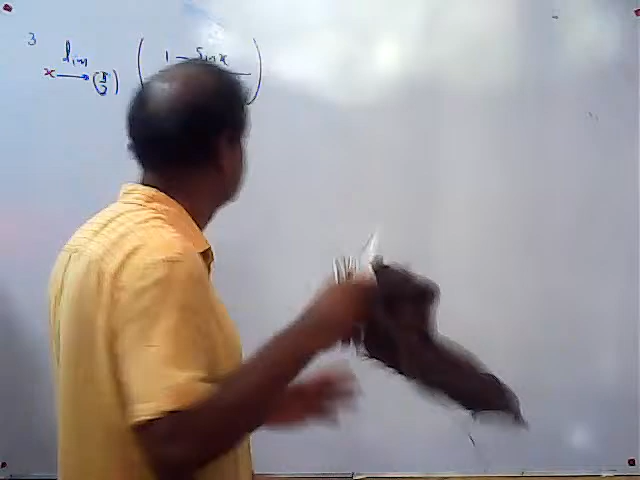 3
lim
x → (π/2) ( 1 - Sin x )